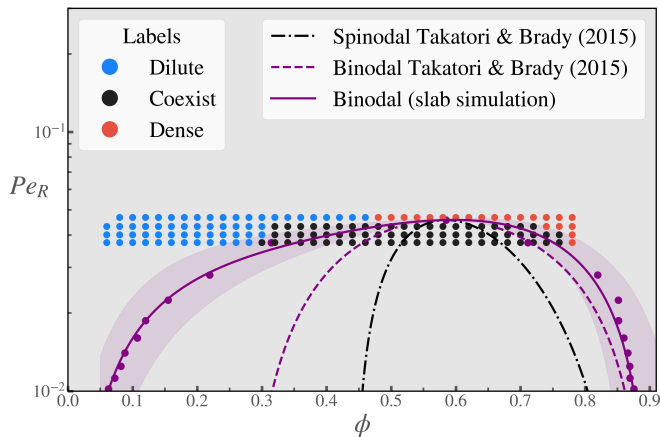 Labels
Dilute
Coexist
Dense
Spinodal Takatori & Brady (2015)
Binodal Takatori & Brady (2015)
Binodal (slab simulation)
10⁻¹
Pe_R
10⁻²
0.0 0.1 0.2 0.3 0.4 0.5 0.6 0.7 0.8 0.9
ϕ